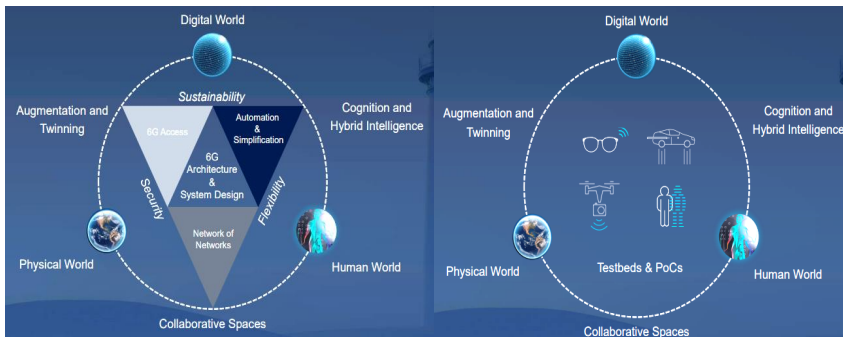 Digital World
Sustainability
Augmentation and
Twinning
Cognition and
Hybrid Intelligence
6G Access
Automation
&
Simplification
6G
Architecture
&
System Design
Security
Flexibility
Network of
Networks
Physical World
Human World
Collaborative Spaces
Digital World
Augmentation and
Twinning
Cognition and
Hybrid Intelligence
Physical World
Testbeds & PoCs
Human World
Collaborative Spaces